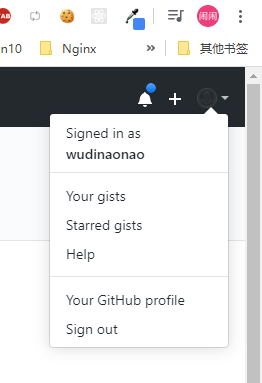 TAB
闹闹
n10
Nginx
»
其他书签
Signed in as
wudinaonao
Your gists
Starred gists
Help
Your GitHub profile
Sign out